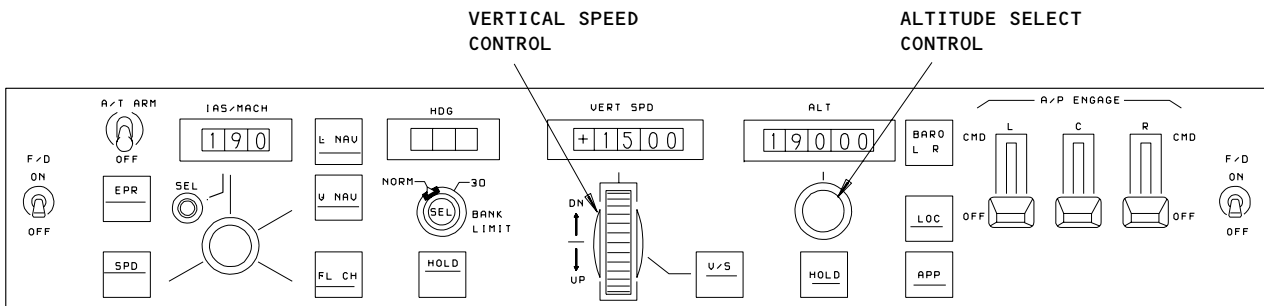 VERTICAL SPEED
CONTROL
ALTITUDE SELECT
CONTROL
A/T ARM
OFF
F/D
ON
OFF
EPR
SPD
IAS/MACH
190
SEL
L NAV
V NAV
FL CH
HDG
NORM
30
SEL
BANK
LIMIT
HOLD
VERT SPD
+1500
DN
UP
V/S
ALT
19000
HOLD
BARO
L R
LOC
APP
A/P ENGAGE
L
C
R
CMD
CMD
OFF
OFF
F/D
ON
OFF